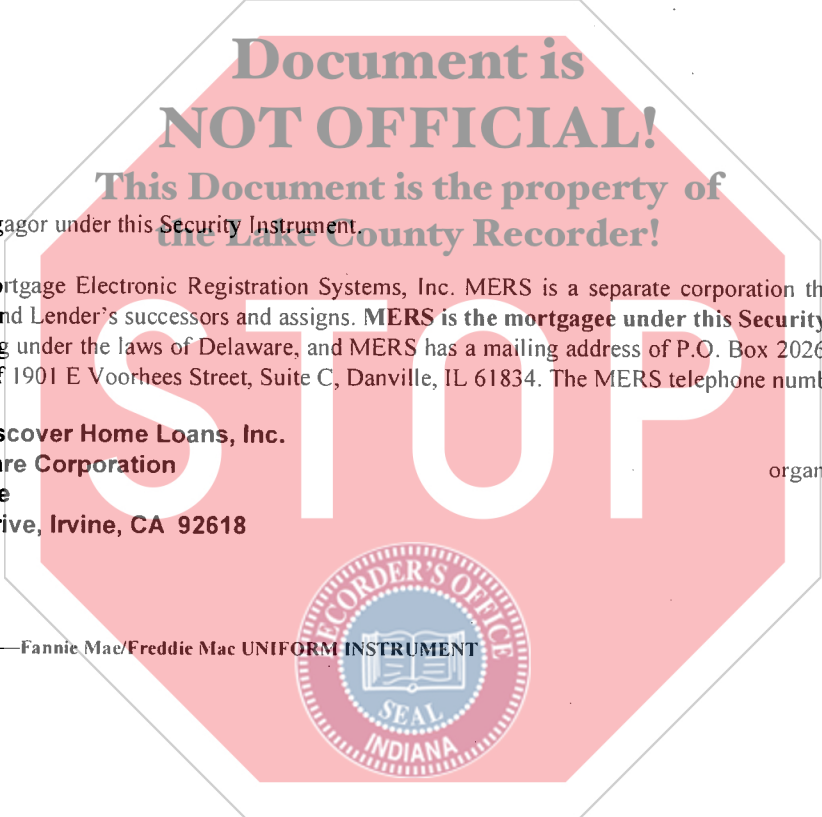 Document is
NOT OFFICIAL!
This Document is the property of
the Lake County Recorder!
gagor under this Security Instrument.
ortgage Electronic Registration Systems, Inc. MERS is a separate corporation th
nd Lender's successors and assigns. MERS is the mortgagee under this Security
g under the laws of Delaware, and MERS has a mailing address of P.O. Box 2026
f 1901 E Voorhees Street, Suite C, Danville, IL 61834. The MERS telephone numb
STOP
scover Home Loans, Inc.
are Corporation
organ
e
rive, Irvine, CA 92618
RECORDER'S OFFICE
—Fannie Mae/Freddie Mac UNIFORM INSTRUMENT
SEAL
INDIANA